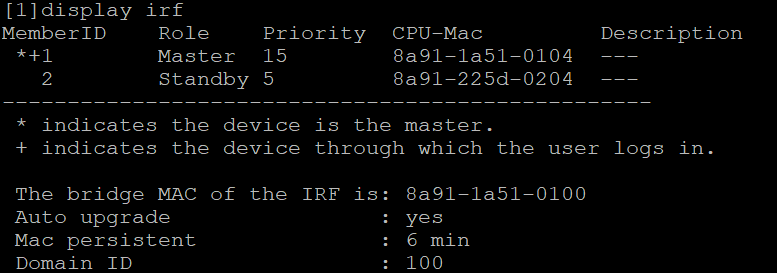 [1]display irf
MemberID    Role    Priority  CPU-Mac         Description
 *+1        Master  15        8a91-1a51-0104  ---
   2        Standby 5         8a91-225d-0204  ---
--------------------------------------------------
 * indicates the device is the master.
 + indicates the device through which the user logs in.

 The bridge MAC of the IRF is: 8a91-1a51-0100
 Auto upgrade                : yes
 Mac persistent              : 6 min
 Domain ID                   : 100